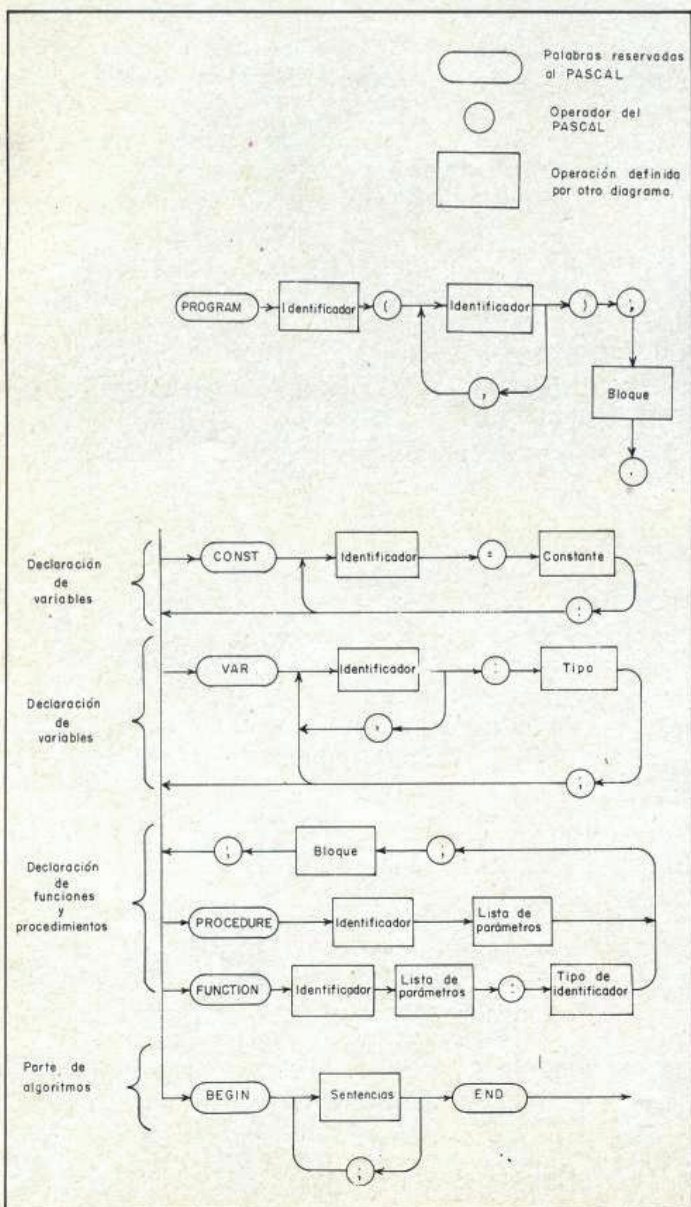 Palabras reservadas
al PASCAL
Operador del
PASCAL
Operación definida
por otro diagrama.
PROGRAM Identificador ( Identificador ) ;
,
Bloque
.
Declaración
de
variables
CONST Identificador = Constante
;
Declaración
de
variables
VAR Identificador : Tipo
,
;
Declaración
de
funciones
y
procedimientos
; Bloque ;
PROCEDURE Identificador Lista de
parámetros
FUNCTION Identificador Lista de
parámetros : Tipo de
identificador
Parte de
algoritmos
BEGIN Sentencias END
;